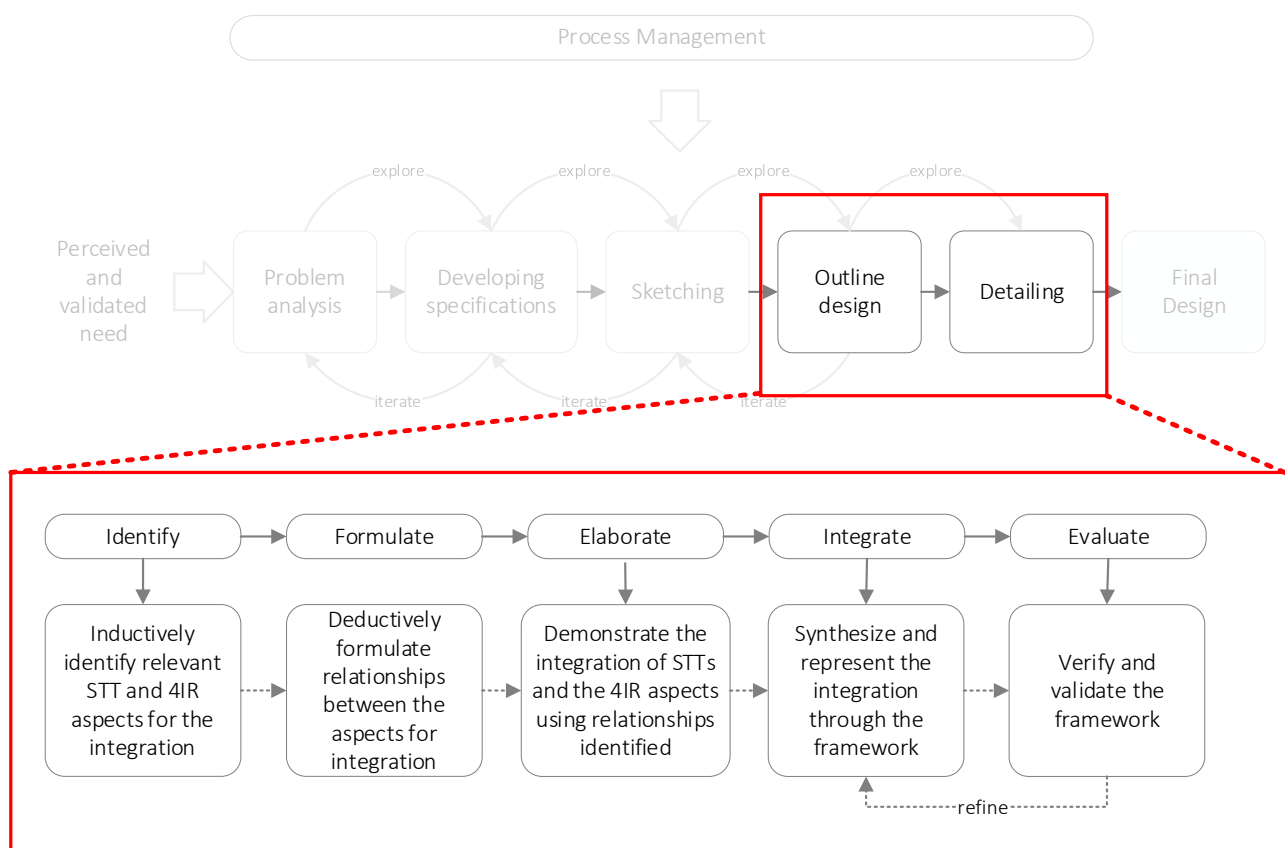 Process Management
explore
explore
explore
explore
Perceived
and
validated
need
Problem
analysis
Developing
specifications
Sketching
Outline
design
Detailing
Final
Design
iterate
iterate
iterate
Identify
Formulate
Elaborate
Integrate
Evaluate
Inductively
identify relevant
STT and 4IR
aspects for the
integration
Deductively
formulate
relationships
between the
aspects for
integration
Demonstrate the
integration of STTs
and the 4IR aspects
using relationships
identified
Synthesize and
represent the
integration
through the
framework
Verify and
validate the
framework
refine